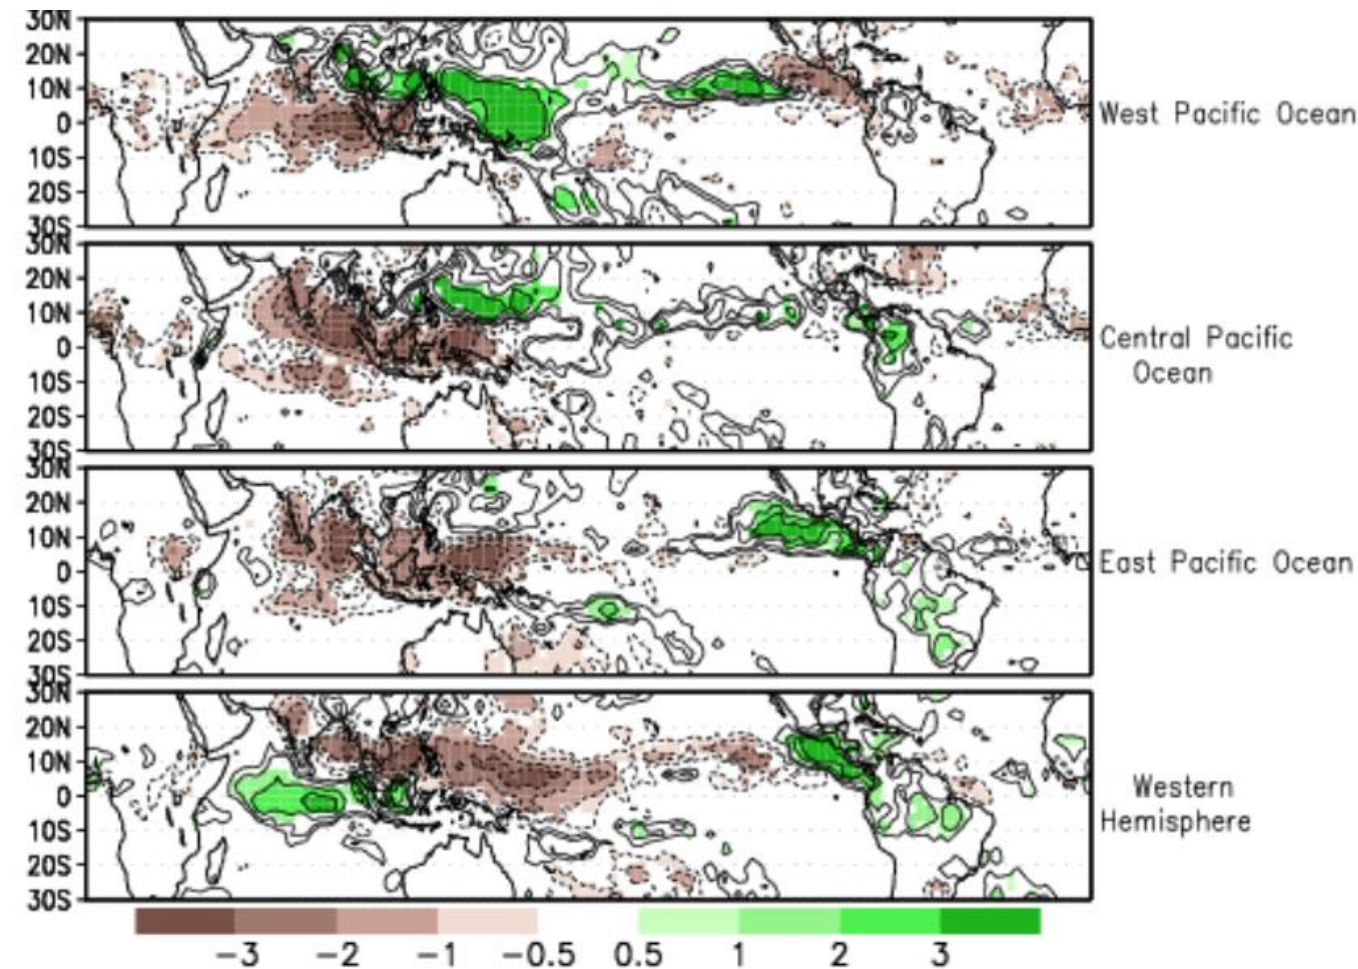 30N
20N
10N
0
10S
20S
30S
West Pacific Ocean
30N
20N
10N
0
10S
20S
30S
Central Pacific
Ocean
30N
20N
10N
0
10S
20S
30S
East Pacific Ocean
30N
20N
10N
0
10S
20S
30S
Western
Hemisphere
−3 −2 −1 −0.5 0.5 1 2 3